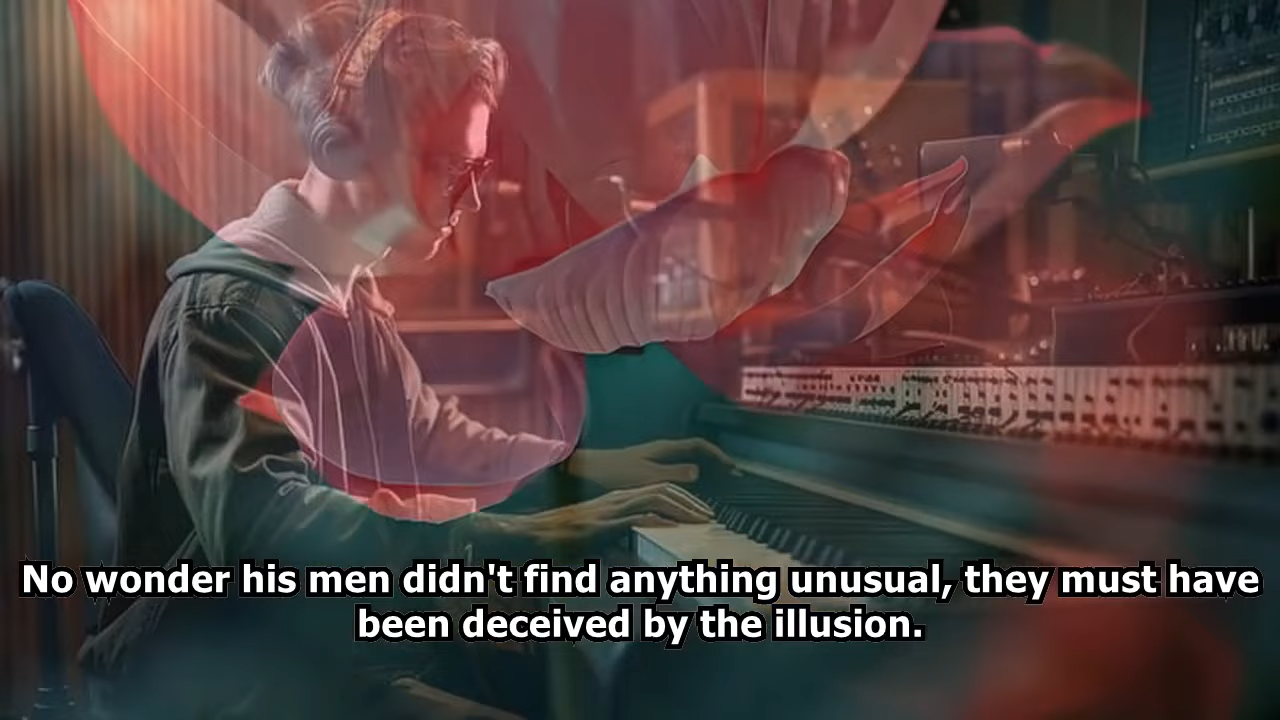 No wonder his men didn't find anything unusual, they must have
been deceived by the illusion.